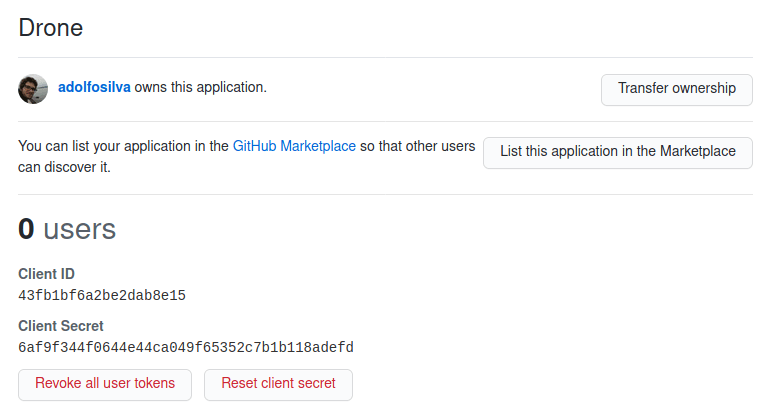 Drone
adolfosilva owns this application.
Transfer ownership
You can list your application in the GitHub Marketplace so that other users
can discover it.
List this application in the Marketplace
0 users
Client ID
43fb1bf6a2be2dab8e15
Client Secret
6af9f344f0644e44ca049f65352c7b1b118adefd
Revoke all user tokens
Reset client secret